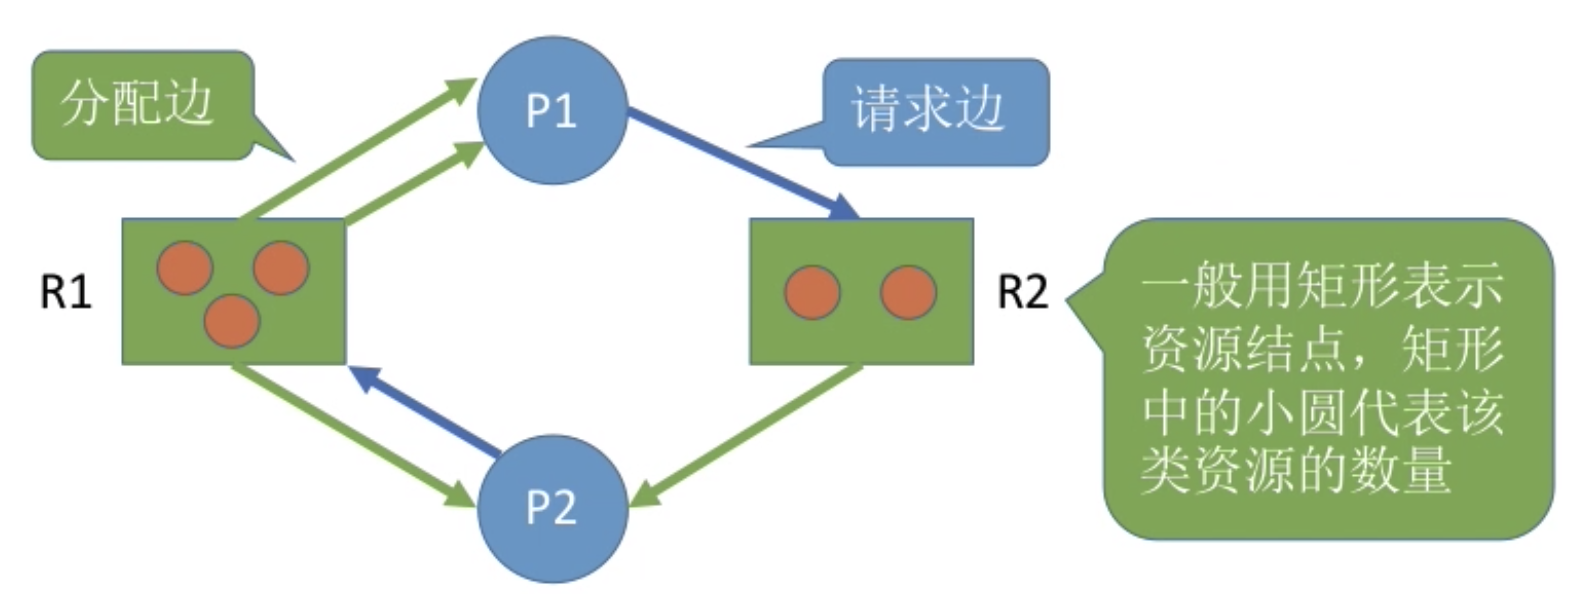 分配边
P1
请求边
R1
R2
一般用矩形表示
资源结点，矩形
中的小圆代表该
类资源的数量
P2